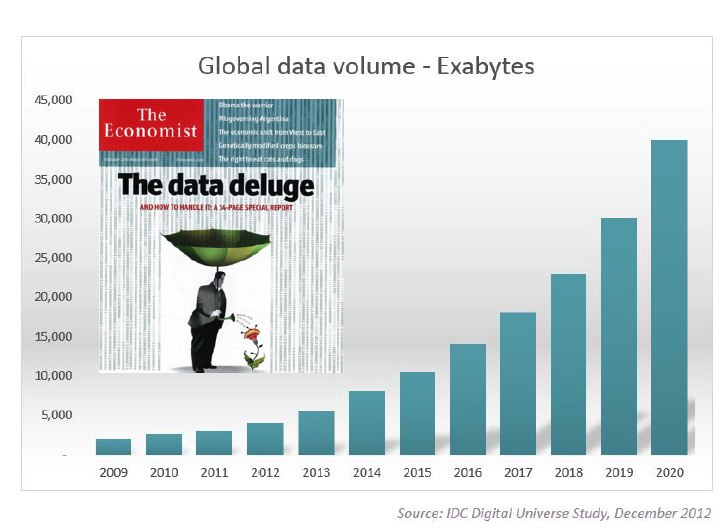 Global data volume - Exabytes
45,000
40,000
35,000
30,000
25,000
20,000
15,000
10,000
5,000
-
The
Economist
Obama the warrior
Misgoverning Argentina
The economic shift from West to East
Genetically modified crops blossom
The right to eat cats and dogs
The data deluge
AND HOW TO HANDLE IT: A 14-PAGE SPECIAL REPORT
2009 2010 2011 2012 2013 2014 2015 2016 2017 2018 2019 2020
Source: IDC Digital Universe Study, December 2012